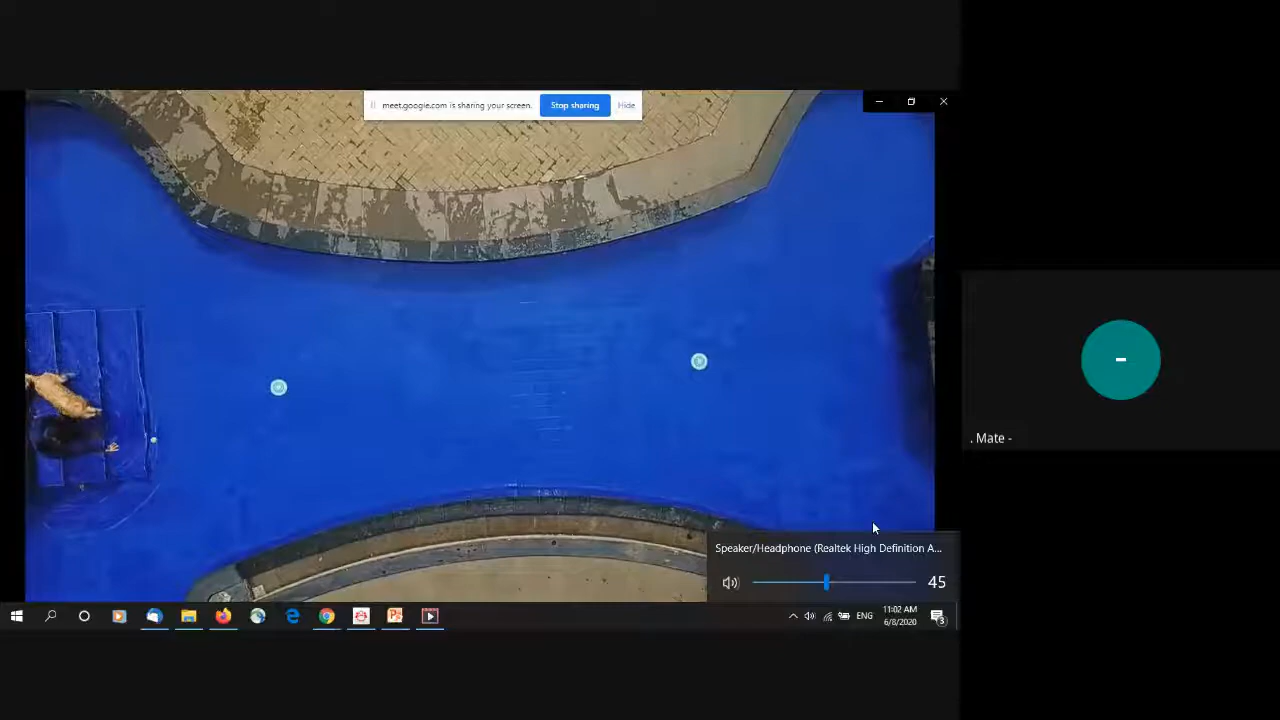 meet.google.com is sharing your screen.
Stop sharing
Hide
-
. Mate -
Speaker/Headphone (Realtek High Definition A...
45
ENG
11:02 AM
6/8/2020
3